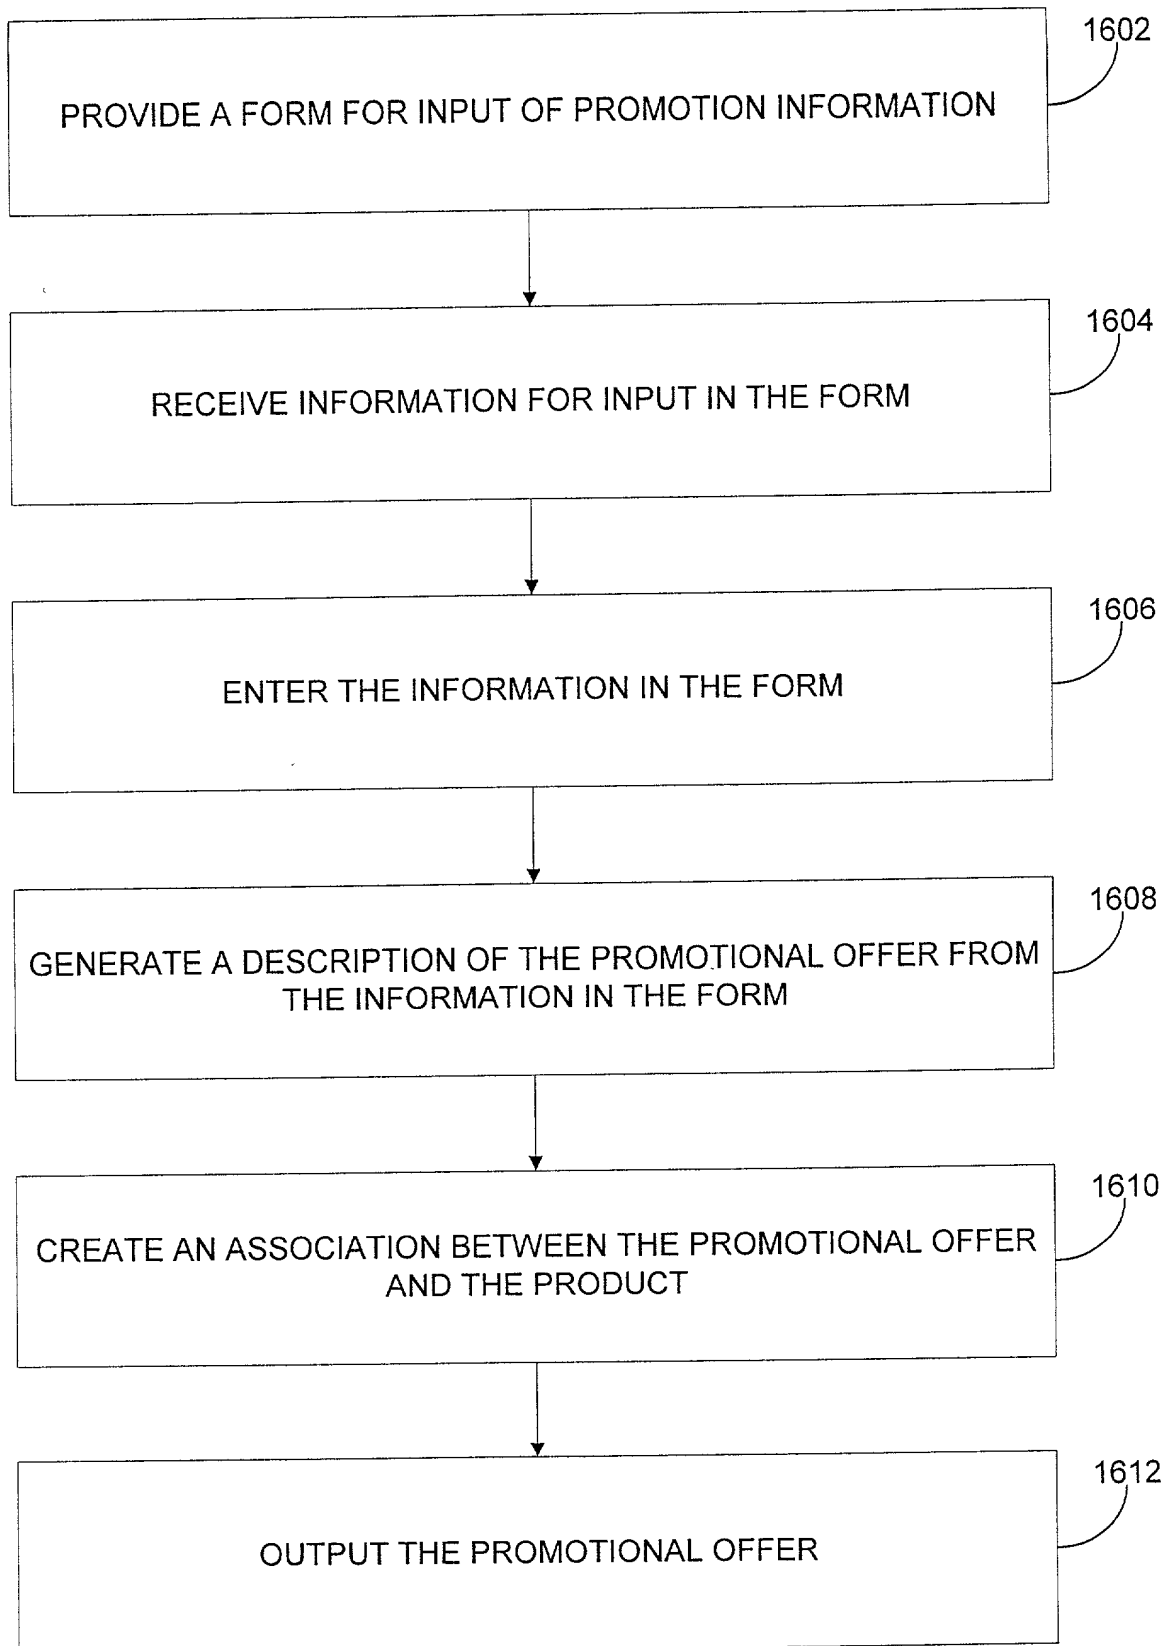 1602
PROVIDE A FORM FOR INPUT OF PROMOTION INFORMATION
1604
RECEIVE INFORMATION FOR INPUT IN THE FORM
1606
ENTER THE INFORMATION IN THE FORM
1608
GENERATE A DESCRIPTION OF THE PROMOTIONAL OFFER FROM
THE INFORMATION IN THE FORM
1610
CREATE AN ASSOCIATION BETWEEN THE PROMOTIONAL OFFER
AND THE PRODUCT
1612
OUTPUT THE PROMOTIONAL OFFER